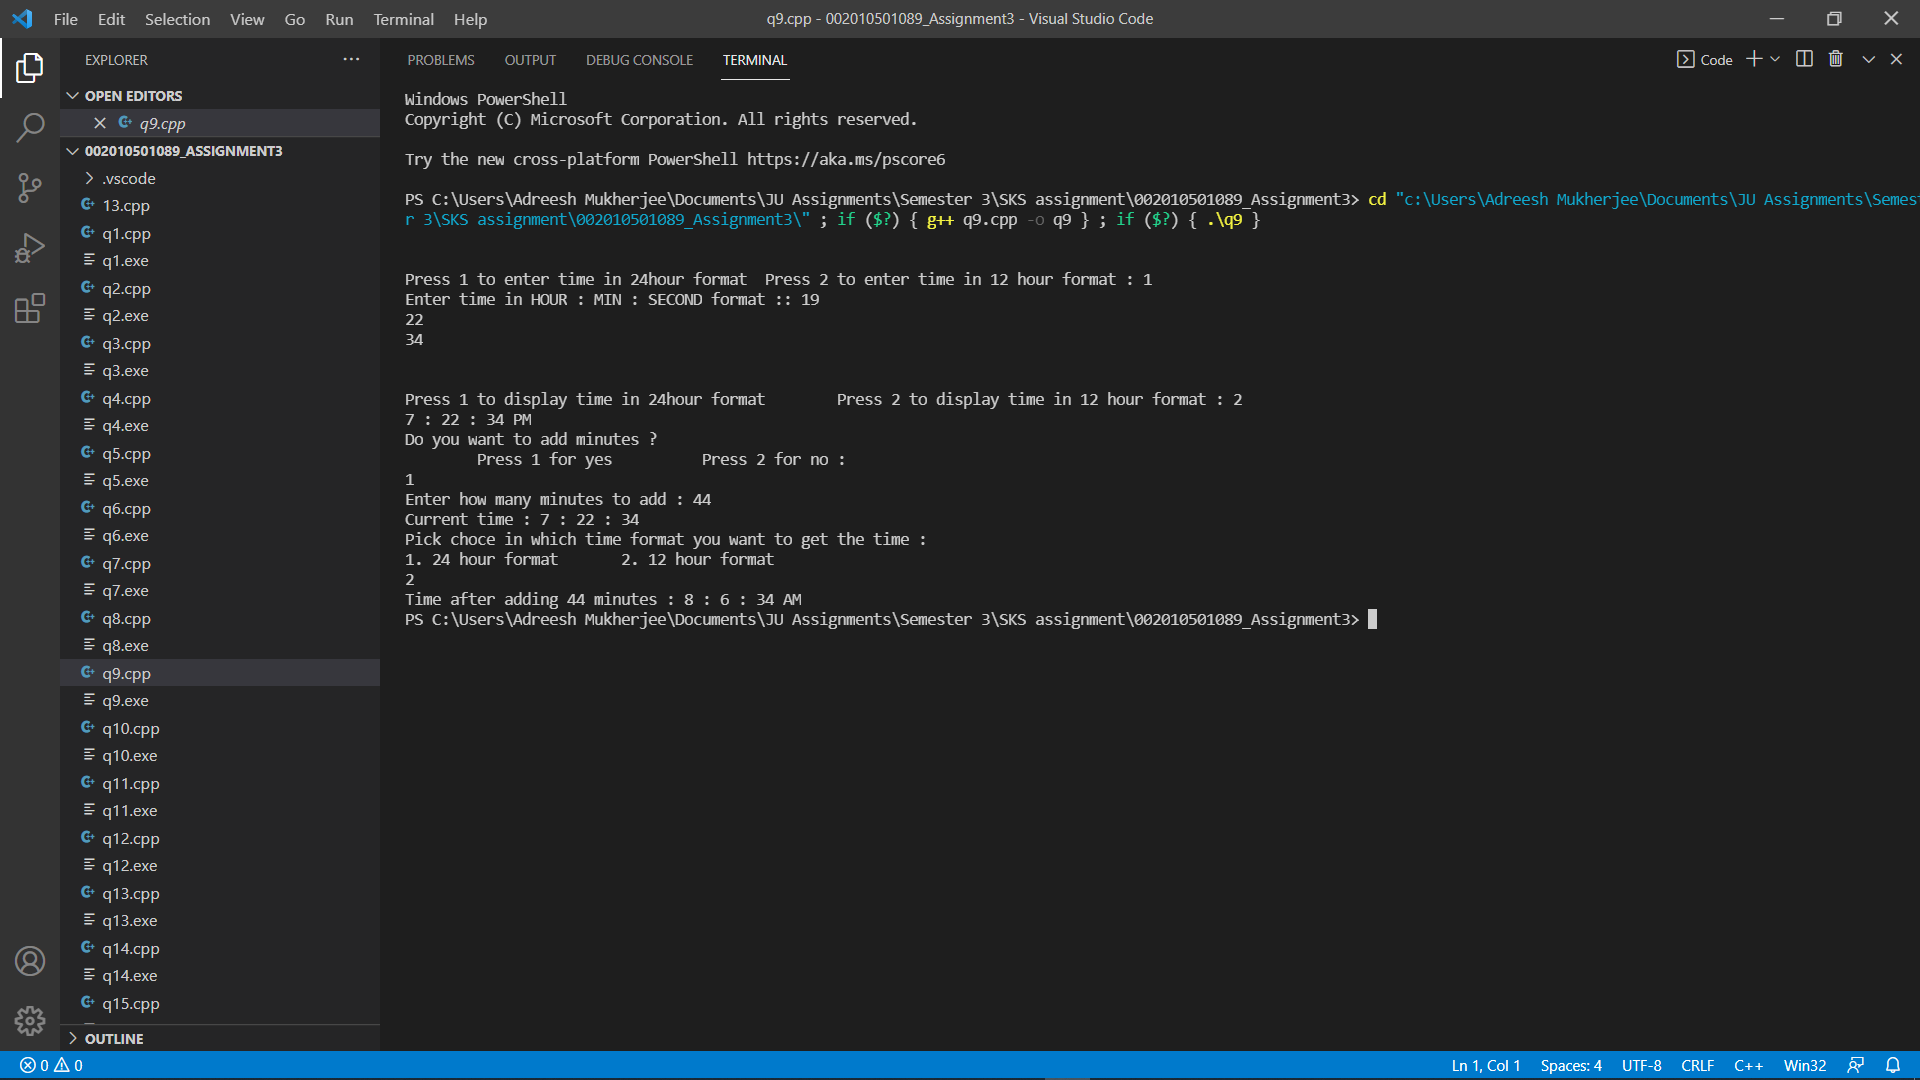 File Edit Selection View Go Run Terminal Help
q9.cpp - 002010501089_Assignment3 - Visual Studio Code
EXPLORER
OPEN EDITORS
q9.cpp
002010501089_ASSIGNMENT3
.vscode
13.cpp
q1.cpp
q1.exe
q2.cpp
q2.exe
q3.cpp
q3.exe
q4.cpp
q4.exe
q5.cpp
q5.exe
q6.cpp
q6.exe
q7.cpp
q7.exe
q8.cpp
q8.exe
q9.cpp
q9.exe
q10.cpp
q10.exe
q11.cpp
q11.exe
q12.cpp
q12.exe
q13.cpp
q13.exe
q14.cpp
q14.exe
q15.cpp
OUTLINE
PROBLEMS OUTPUT DEBUG CONSOLE TERMINAL
Code
Windows PowerShell
Copyright (C) Microsoft Corporation. All rights reserved.
Try the new cross-platform PowerShell https://aka.ms/pscore6
PS C:\Users\Adreesh Mukherjee\Documents\JU Assignments\Semester 3\SKS assignment\002010501089_Assignment3> cd "c:\Users\Adreesh Mukherjee\Documents\JU Assignments\Semest
r 3\SKS assignment\002010501089_Assignment3\" ; if ($?) { g++ q9.cpp -o q9 } ; if ($?) { .\q9 }
Press 1 to enter time in 24hour format  Press 2 to enter time in 12 hour format : 1
Enter time in HOUR : MIN : SECOND format :: 19
22
34
Press 1 to display time in 24hour format        Press 2 to display time in 12 hour format : 2
7 : 22 : 34 PM
Do you want to add minutes ?
Press 1 for yes          Press 2 for no :
1
Enter how many minutes to add : 44
Current time : 7 : 22 : 34
Pick choce in which time format you want to get the time :
1. 24 hour format       2. 12 hour format
2
Time after adding 44 minutes : 8 : 6 : 34 AM
PS C:\Users\Adreesh Mukherjee\Documents\JU Assignments\Semester 3\SKS assignment\002010501089_Assignment3>
0 0
Ln 1, Col 1 Spaces: 4 UTF-8 CRLF C++ Win32